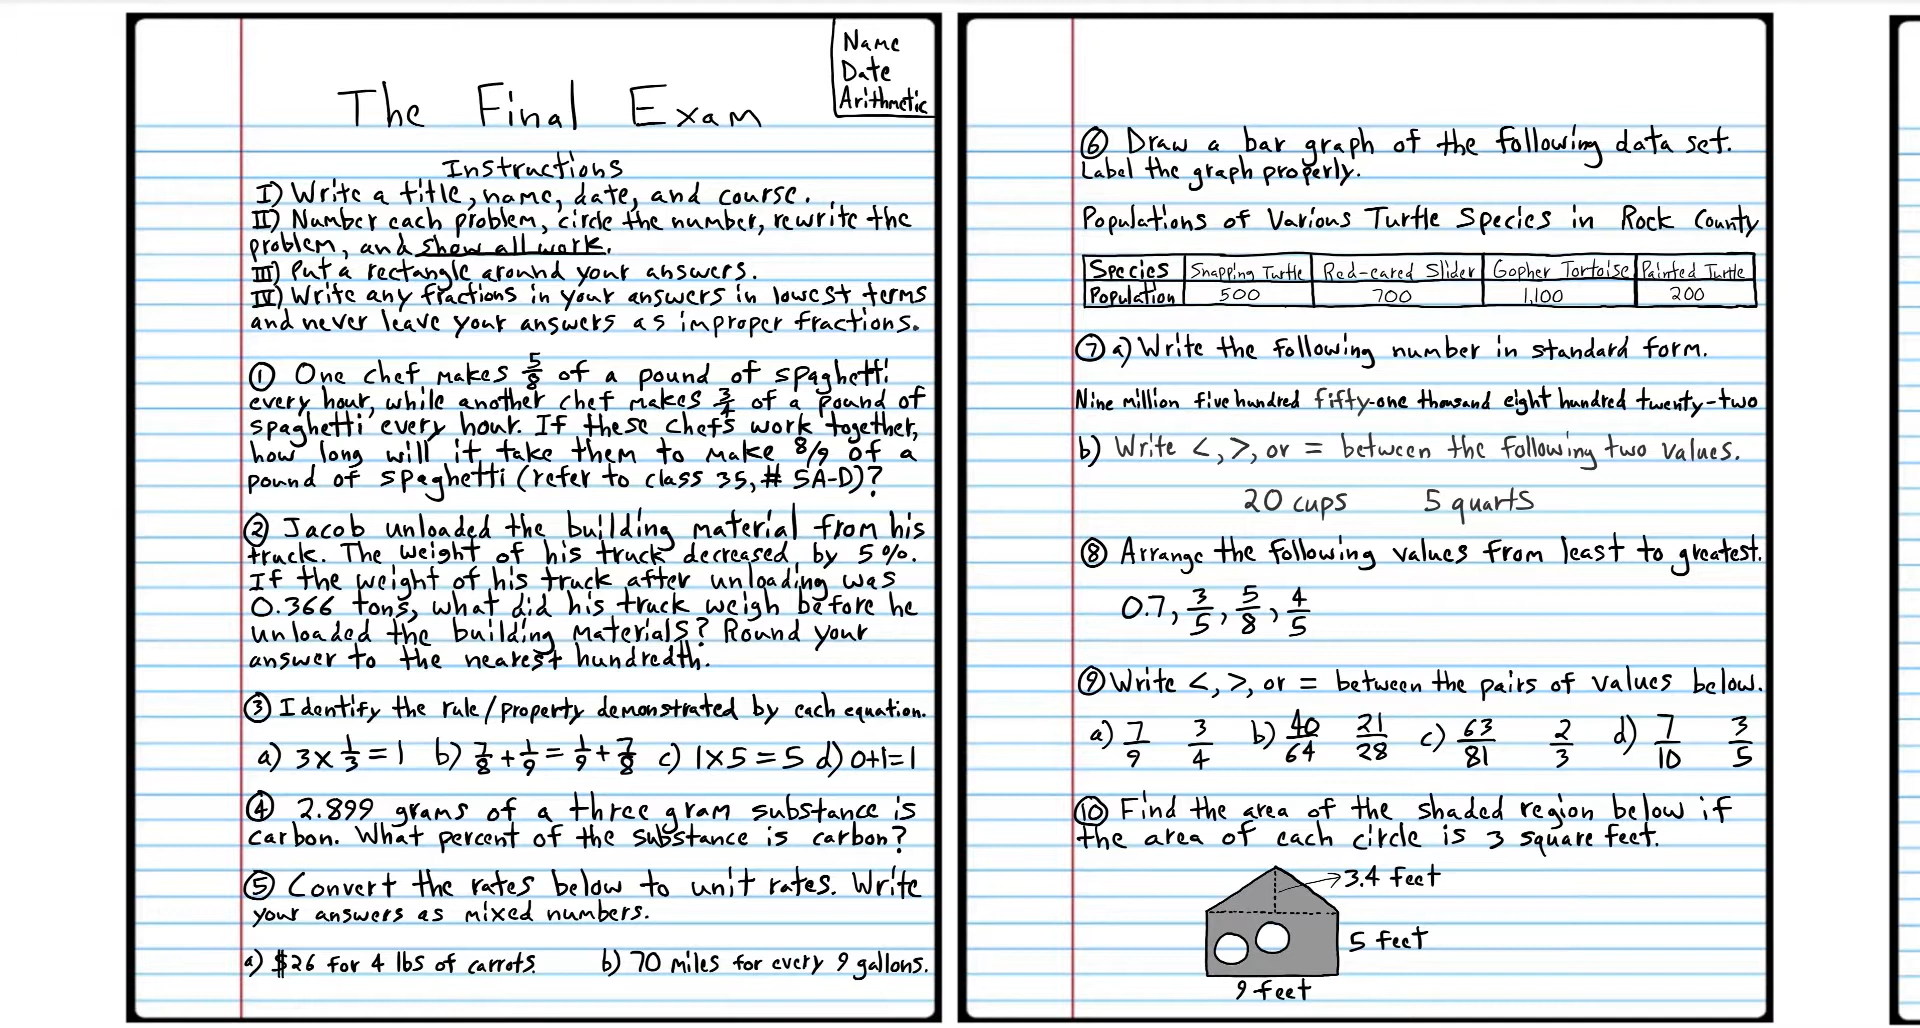 Name
Date
Arithmetic
The Final Exam
Instructions
I) Write a title, name, date, and course.
II) Number each problem, circle the number, rewrite the
problem, and show all work.
III) Put a rectangle around your answers.
IV) Write any fractions in your answers in lowest terms
and never leave your answers as improper fractions.
① One chef makes 5/8 of a pound of spaghetti
every hour, while another chef makes 3/4 of a pound of
spaghetti every hour. If these chefs work together,
how long will it take them to make 8/9 of a
pound of spaghetti (refer to class 35, # 5A-D)?
② Jacob unloaded the building material from his
truck. The weight of his truck decreased by 5%.
If the weight of his truck after unloading was
0.366 tons, what did his truck weigh before he
unloaded the building materials? Round your
answer to the nearest hundredth.
③ Identify the rule/property demonstrated by each equation.
a) 3 x 1/3 = 1 b) 7/8 + 1/9 = 1/9 + 7/8 c) 1 x 5 = 5 d) 0+1=1
④ 2.899 grams of a three gram substance is
carbon. What percent of the substance is carbon?
⑤ Convert the rates below to unit rates. Write
your answers as mixed numbers.
a) $26 for 4 lbs of carrots. b) 70 miles for every 9 gallons.
⑥ Draw a bar graph of the following data set.
Label the graph properly.
Populations of Various Turtle Species in Rock County
Species Snapping Turtle Red-eared Slider Gopher Tortoise Painted Turtle
Population 500 700 1,100 200
⑦ a) Write the following number in standard form.
Nine million five hundred fifty-one thousand eight hundred twenty-two
b) Write <, >, or = between the following two values.
20 cups 5 quarts
⑧ Arrange the following values from least to greatest.
0.7, 3/5, 5/8, 4/5
⑨ Write <, >, or = between the pairs of values below.
a) 7/9 3/4 b) 40/64 21/28 c) 63/81 2/3 d) 7/10 3/5
⑩ Find the area of the shaded region below if
the area of each circle is 3 square feet.
3.4 feet
5 feet
9 feet